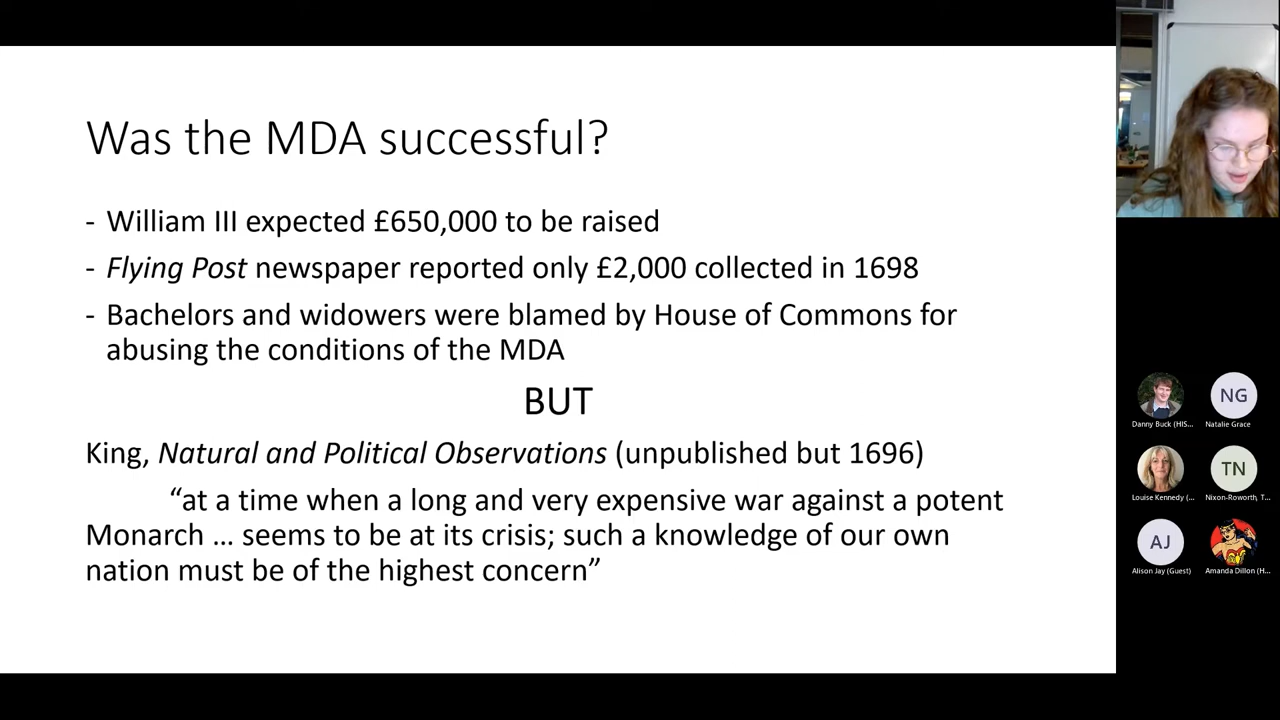 Was the MDA successful?
- William III expected £650,000 to be raised
- Flying Post newspaper reported only £2,000 collected in 1698
- Bachelors and widowers were blamed by House of Commons for
abusing the conditions of the MDA
BUT
King, Natural and Political Observations (unpublished but 1696)
“at a time when a long and very expensive war against a potent
Monarch … seems to be at its crisis; such a knowledge of our own
nation must be of the highest concern”
NG
Danny Buck (HIS...
Natalie Grace
TN
Louise Kennedy (...
Nixon-Roworth, T...
AJ
Alison Jay (Guest)
Amanda Dillon (H...